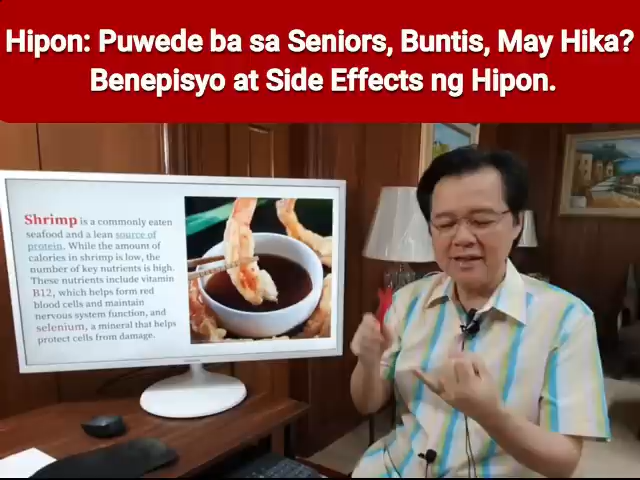 Hipon: Puwede ba sa Seniors, Buntis, May Hika?
Benepisyo at Side Effects ng Hipon.
Shrimp is a commonly eaten
seafood and a lean source of
protein. While the amount of
calories in shrimp is low, the
number of key nutrients is high.
These nutrients include vitamin
B12, which helps form red
blood cells and maintain
nervous system function, and
selenium, a mineral that helps
protect cells from damage.